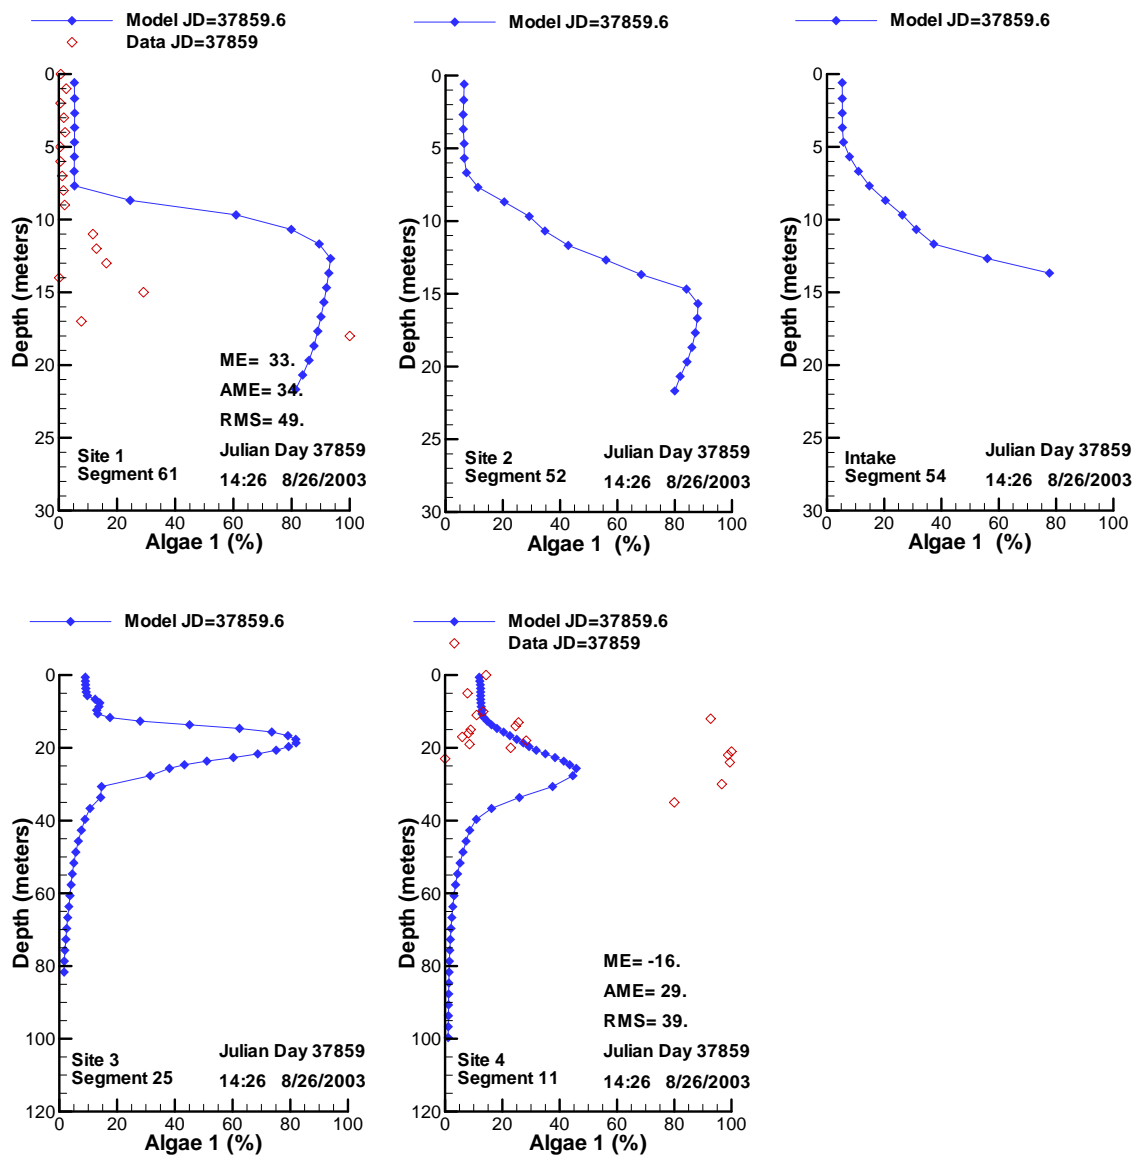 Model JD=37859.6
Data JD=37859
0
5
10
15
20
25
30
Depth (meters)
ME= 33.
AME= 34.
RMS= 49.
Site 1
Segment 61
Julian Day 37859
14:26 8/26/2003
0 20 40 60 80 100
Algae 1 (%)
Model JD=37859.6
0
5
10
15
20
25
30
Depth (meters)
Site 2
Segment 52
Julian Day 37859
14:26 8/26/2003
0 20 40 60 80 100
Algae 1 (%)
Model JD=37859.6
0
5
10
15
20
25
30
Depth (meters)
Intake
Segment 54
Julian Day 37859
14:26 8/26/2003
0 20 40 60 80 100
Algae 1 (%)
Model JD=37859.6
0
20
40
60
80
100
120
Depth (meters)
Site 3
Segment 25
Julian Day 37859
14:26 8/26/2003
0 20 40 60 80 100
Algae 1 (%)
Model JD=37859.6
Data JD=37859
0
20
40
60
80
100
120
Depth (meters)
ME= -16.
AME= 29.
RMS= 39.
Site 4
Segment 11
Julian Day 37859
14:26 8/26/2003
0 20 40 60 80 100
Algae 1 (%)